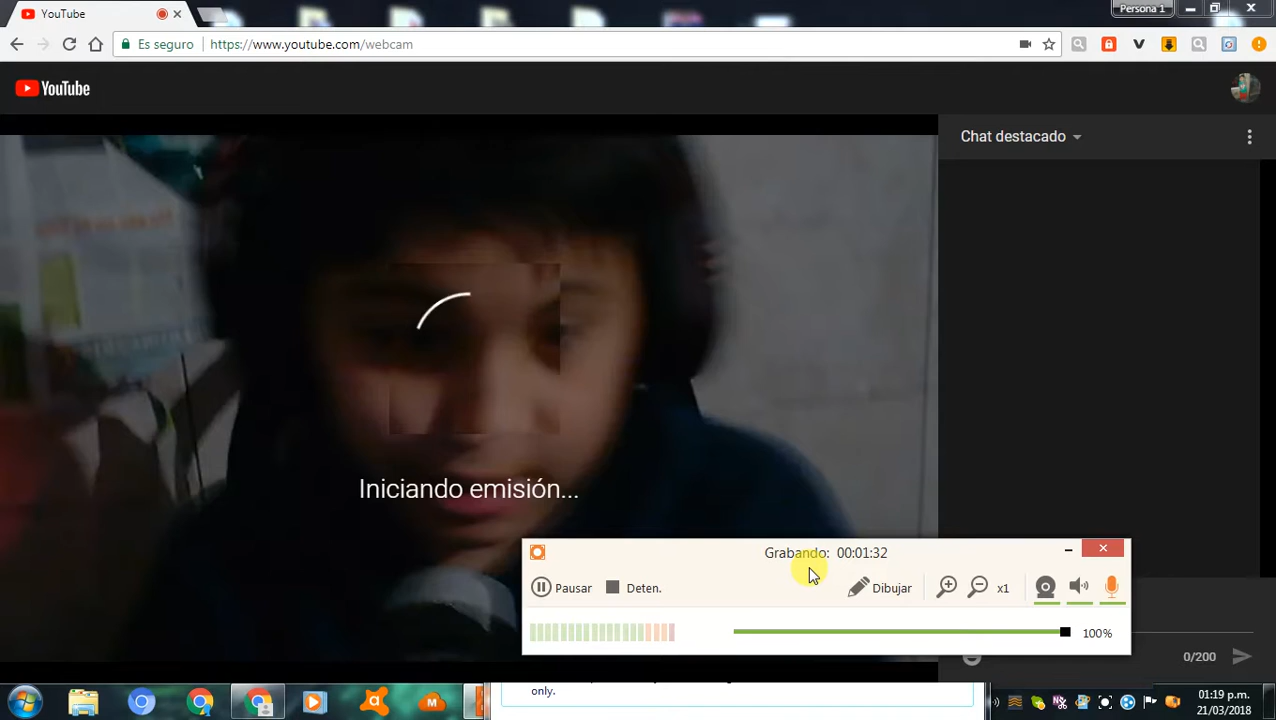 YouTube
Persona 1
Es seguro
https://www.youtube.com/webcam
YouTube
Chat destacado
Iniciando emisión...
Grabando: 00:01:32
Pausar
Deten.
Dibujar
x1
100%
0/200
only.
01:19 p.m.
21/03/2018